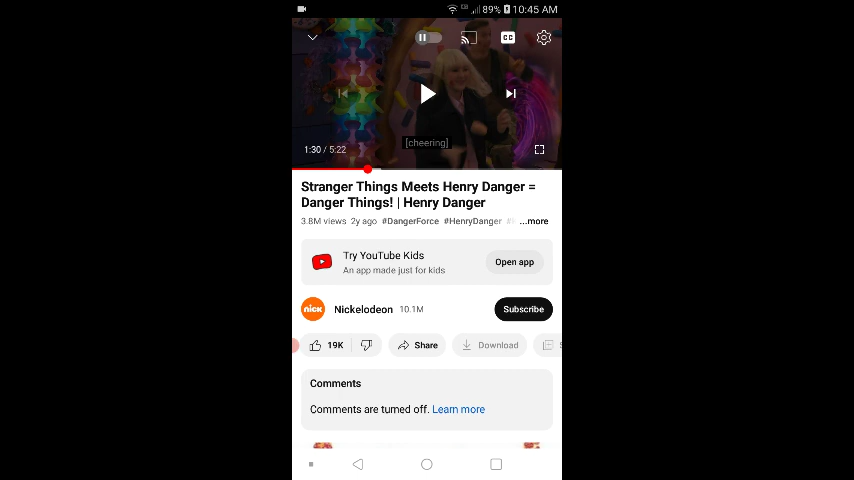 89% 10:45 AM
CC
[cheering]
1:30 / 5:22
Stranger Things Meets Henry Danger =
Danger Things! | Henry Danger
3.8M views 2y ago #DangerForce #HenryDanger ...more
Try YouTube Kids
An app made just for kids
Open app
nick Nickelodeon 10.1M Subscribe
19K Share Download
Comments
Comments are turned off. Learn more